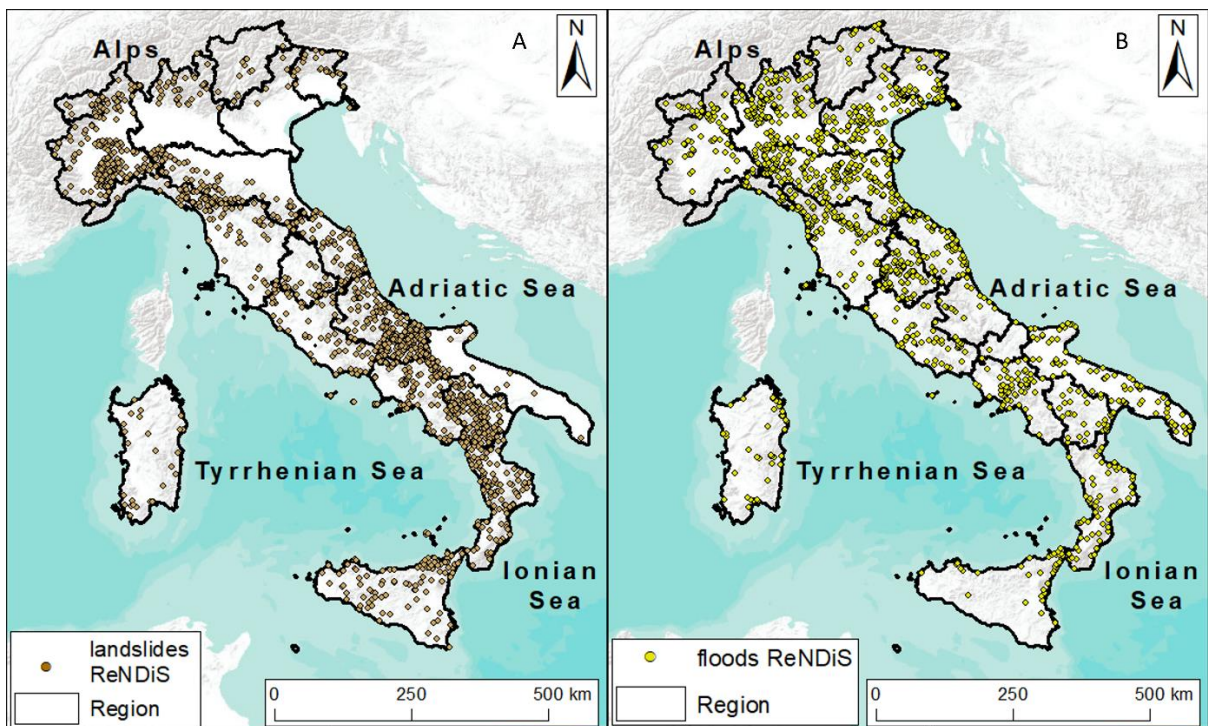 Alps
A
N
Adriatic Sea
Tyrrhenian Sea
Ionian
Sea
landslides
ReNDiS
Region
0 250 500 km
Alps
B
N
Adriatic Sea
Tyrrhenian Sea
Ionian
Sea
floods ReNDiS
Region
0 250 500 km